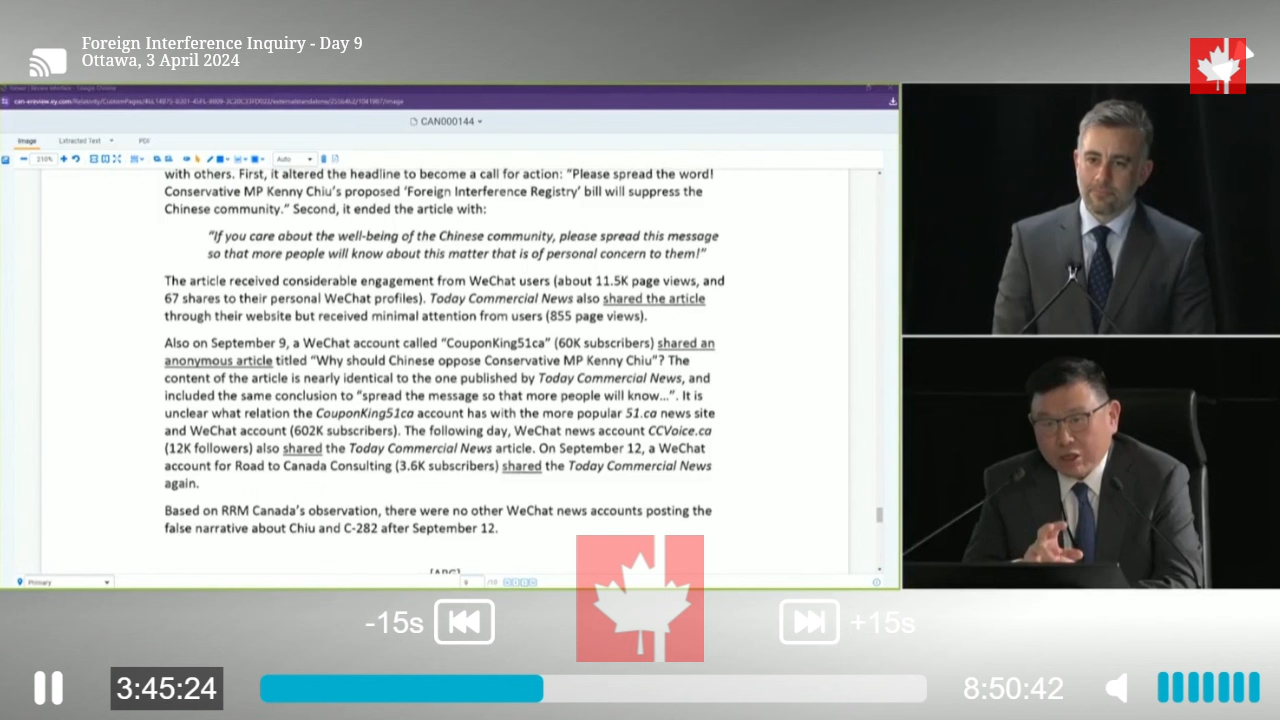 Foreign Interference Inquiry - Day 9
Ottawa, 3 April 2024
CAN000144
Image
Extracted Text
PDF
210%
Auto
with others. First, it altered the headline to become a call for action: “Please spread the word!
Conservative MP Kenny Chiu’s proposed ‘Foreign Interference Registry’ bill will suppress the
Chinese community.” Second, it ended the article with:
“If you care about the well-being of the Chinese community, please spread this message
so that more people will know about this matter that is of personal concern to them!”
The article received considerable engagement from WeChat users (about 11.5K page views, and
67 shares to their personal WeChat profiles). Today Commercial News also shared the article
through their website but received minimal attention from users (855 page views).
Also on September 9, a WeChat account called “CouponKing51ca” (60K subscribers) shared an
anonymous article titled “Why should Chinese oppose Conservative MP Kenny Chiu”? The
content of the article is nearly identical to the one published by Today Commercial News, and
included the same conclusion to “spread the message so that more people will know…”. It is
unclear what relation the CouponKing51ca account has with the more popular 51.ca news site
and WeChat account (602K subscribers). The following day, WeChat news account CCVoice.ca
(12K followers) also shared the Today Commercial News article. On September 12, a WeChat
account for Road to Canada Consulting (3.6K subscribers) shared the Today Commercial News
again.
Based on RRM Canada’s observation, there were no other WeChat news accounts posting the
false narrative about Chiu and C-282 after September 12.
Primary
9
/10
-15s
+15s
3:45:24
8:50:42